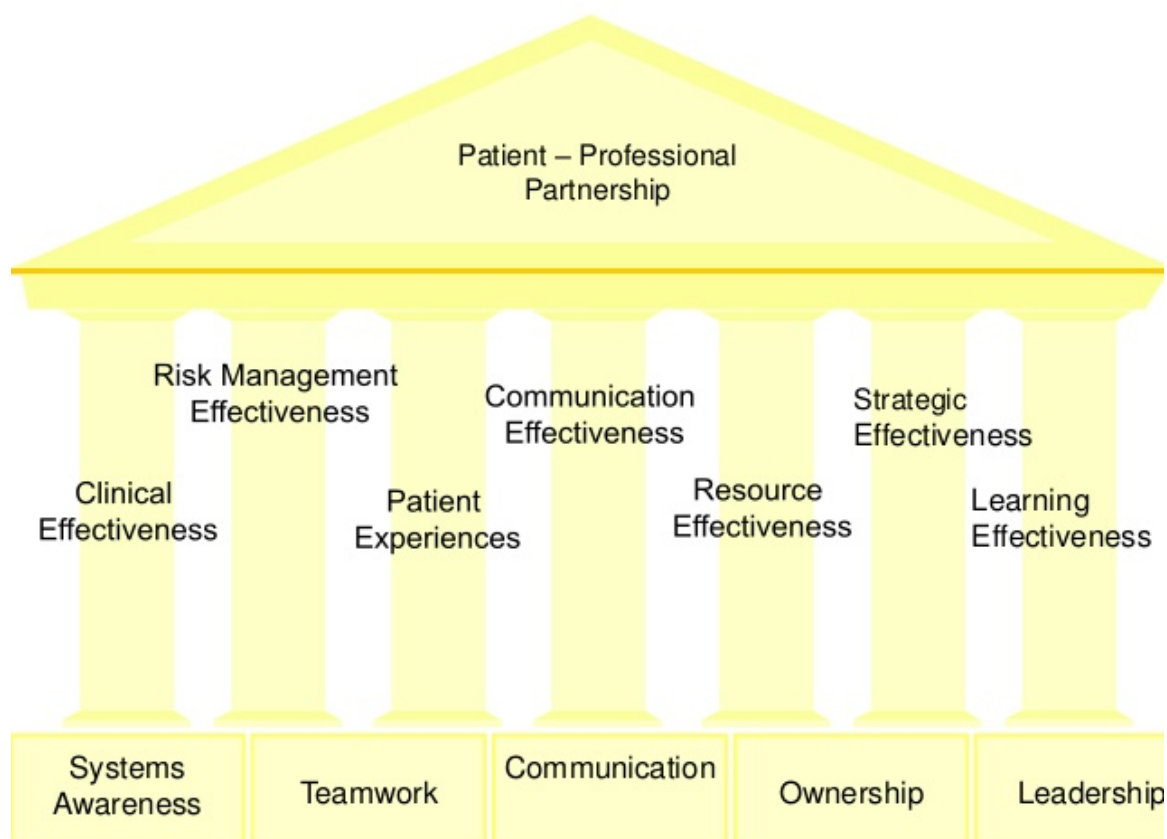 Patient – Professional
Partnership
Risk Management
Effectiveness
Communication
Effectiveness
Strategic
Effectiveness
Clinical
Effectiveness
Patient
Experiences
Resource
Effectiveness
Learning
Effectiveness
Systems
Awareness
Teamwork
Communication
Ownership
Leadership